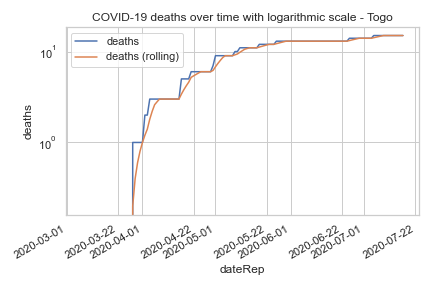 COVID-19 deaths over time with logarithmic scale - Togo
deaths
deaths (rolling)
10¹
10⁰
deaths
2020-03-01
2020-03-22
2020-04-01
2020-04-22
2020-05-01
2020-05-22
2020-06-01
2020-06-22
2020-07-01
2020-07-22
dateRep